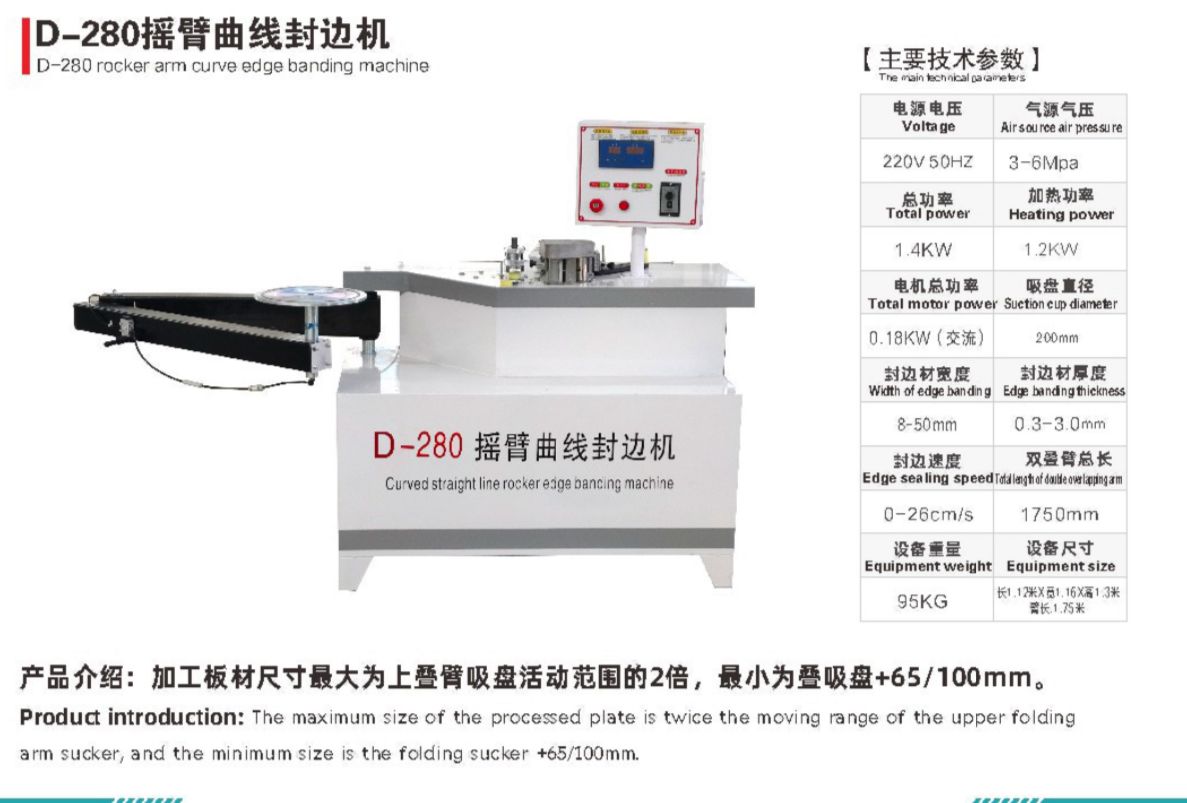 D-280摇臂曲线封边机
D-280 rocker arm curve edge banding machine
【主要技术参数】
The main technical parameters
电源电压 气源气压
Voltage Air source air pressure
220V 50HZ 3-6Mpa
总功率 加热功率
Total power Heating power
1.4KW 1.2KW
电机总功率 吸盘直径
Total motor power Suction cup diameter
0.18KW(交流) 200mm
封边材宽度 封边材厚度
Width of edge banding Edge banding thickness
8-50mm 0.3-3.0mm
封边速度 双叠臂总长
Edge sealing speed Total length of double overlapping arm
0-26cm/s 1750mm
设备重量 设备尺寸
Equipment weight Equipment size
95KG 长1.12米X宽1.16X高1.3米
臂长.1.75米
D-280 摇臂曲线封边机
Curved straight line rocker edge bancing machine
产品介绍：加工板材尺寸最大为上叠臂吸盘活动范围的2倍，最小为叠吸盘+65/100mm。
Product introduction: The maximum size of the processed plate is twice the moving range of the upper folding
arm sucker, and the minimum size is the folding sucker +65/100mm.